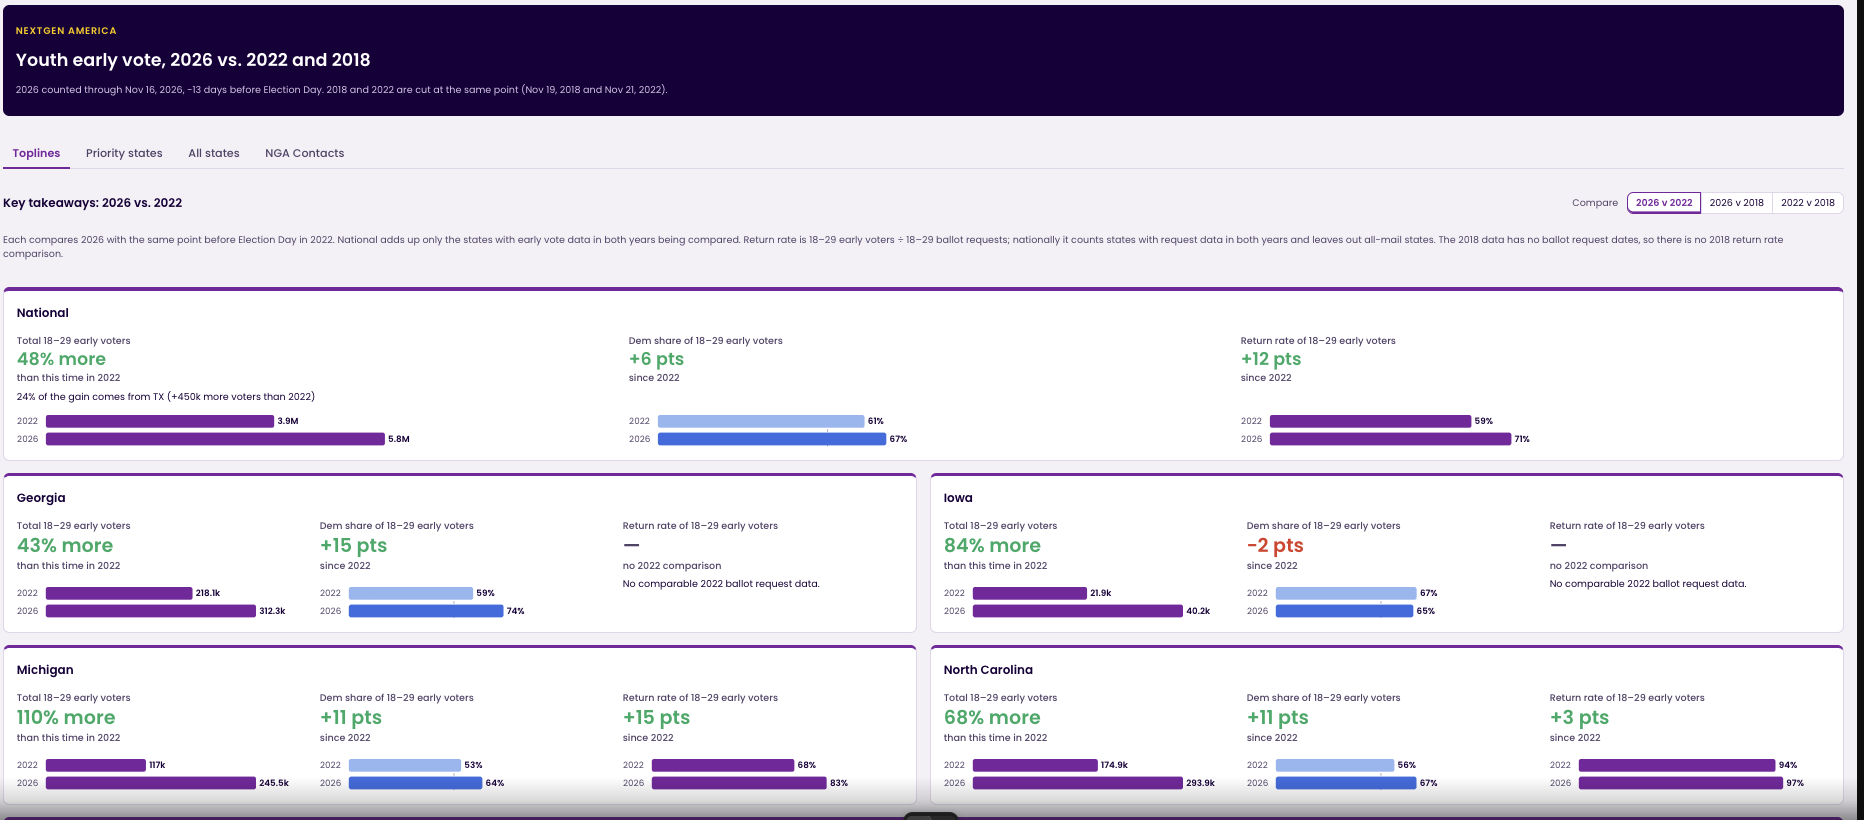 NEXTGEN AMERICA
Youth early vote, 2026 vs. 2022 and 2018
2026 counted through Nov 16, 2026, -13 days before Election Day. 2018 and 2022 are cut at the same point (Nov 19, 2018 and Nov 21, 2022).
Toplines Priority states All states NGA Contacts
Key takeaways: 2026 vs. 2022
Compare 2026 v 2022 2026 v 2018 2022 v 2018
Each compares 2026 with the same point before Election Day in 2022. National adds up only the states with early vote data in both years being compared. Return rate is 18–29 early voters ÷ 18–29 ballot requests; nationally it counts states with request data in both years and leaves out all-mail states. The 2018 data has no ballot request dates, so there is no 2018 return rate
comparison.
National
Total 18–29 early voters
48% more
than this time in 2022
24% of the gain comes from TX (+450k more voters than 2022)
2022 3.9M
2026 5.8M
Dem share of 18–29 early voters
+6 pts
since 2022
2022 61%
2026 67%
Return rate of 18–29 early voters
+12 pts
since 2022
2022 59%
2026 71%
Georgia
Total 18–29 early voters
43% more
than this time in 2022
2022 218.1k
2026 312.3k
Dem share of 18–29 early voters
+15 pts
since 2022
2022 59%
2026 74%
Return rate of 18–29 early voters
—
no 2022 comparison
No comparable 2022 ballot request data.
Iowa
Total 18–29 early voters
84% more
than this time in 2022
2022 21.9k
2026 40.2k
Dem share of 18–29 early voters
-2 pts
since 2022
2022 67%
2026 65%
Return rate of 18–29 early voters
—
no 2022 comparison
No comparable 2022 ballot request data.
Michigan
Total 18–29 early voters
110% more
than this time in 2022
2022 117k
2026 245.5k
Dem share of 18–29 early voters
+11 pts
since 2022
2022 53%
2026 64%
Return rate of 18–29 early voters
+15 pts
since 2022
2022 68%
2026 83%
North Carolina
Total 18–29 early voters
68% more
than this time in 2022
2022 174.9k
2026 293.9k
Dem share of 18–29 early voters
+11 pts
since 2022
2022 56%
2026 67%
Return rate of 18–29 early voters
+3 pts
since 2022
2022 94%
2026 97%